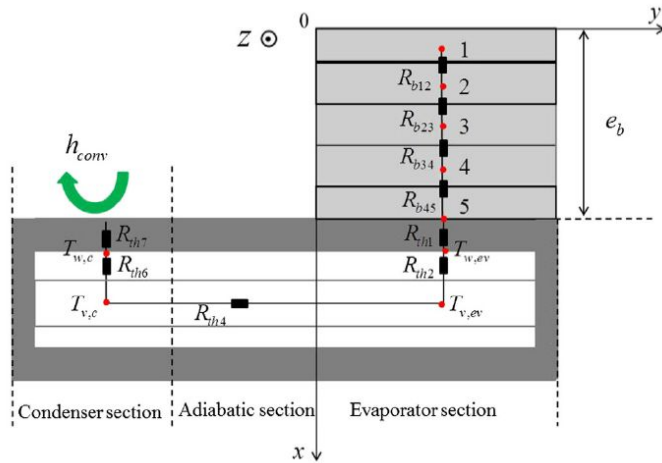 0
y
z
1
R_b12
2
R_b23
3
e_b
h_conv
R_b34
4
R_b45
5
R_th7
R_th1
T_w,c
T_w,ev
R_th6
R_th2
T_v,c
R_th4
T_v,ev
Condenser section
Adiabatic section
Evaporator section
x